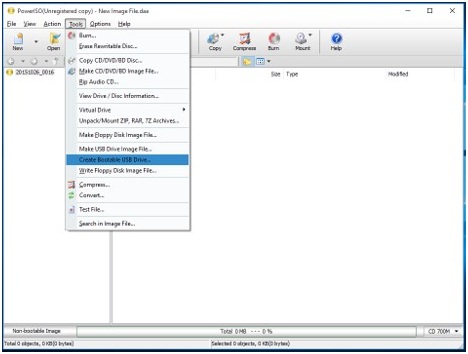 PowerISO(Unregistered copy) - New Image File.daa
File View Action Tools Options Help
New Open Copy Compress Burn Mount Help
20151026_0016
Size Type Modified
Burn...
Erase Rewritable Disc...
Copy CD/DVD/BD Disc...
Make CD/DVD/BD Image File...
Rip Audio CD...
View Drive / Disc Information...
Virtual Drive
Unpack/Mount ZIP, RAR, 7Z Archives...
Make Floppy Disk Image File...
Make USB Drive Image File...
Create Bootable USB Drive...
Write Floppy Disk Image File...
Compress...
Convert...
Test File...
Search in Image File...
Non-bootable Image Total 0 MB --- 0 % CD 700M
Total 0 objects, 0 KB(0 bytes) Selected 0 objects, 0 KB(0 bytes)